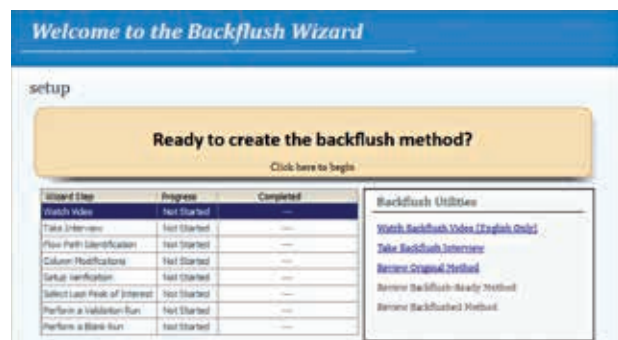 Welcome to the Backflush Wizard
setup
Ready to create the backflush method?
Click here to begin
Wizard Step Progress Completed
Watch Video Not Started ---
Take Interview Not Started ---
Flow Path Identification Not Started ---
Column Modifications Not Started ---
Setup Verification Not Started ---
Select Last Peak of Interest Not Started ---
Perform a Validation Run Not Started ---
Perform a Blank Run Not Started ---
Backflush Utilities
Watch Backflush Video (English Only)
Take Backflush Interview
Review Original Method
Review Backflush Ready Method
Review Backflushed Method